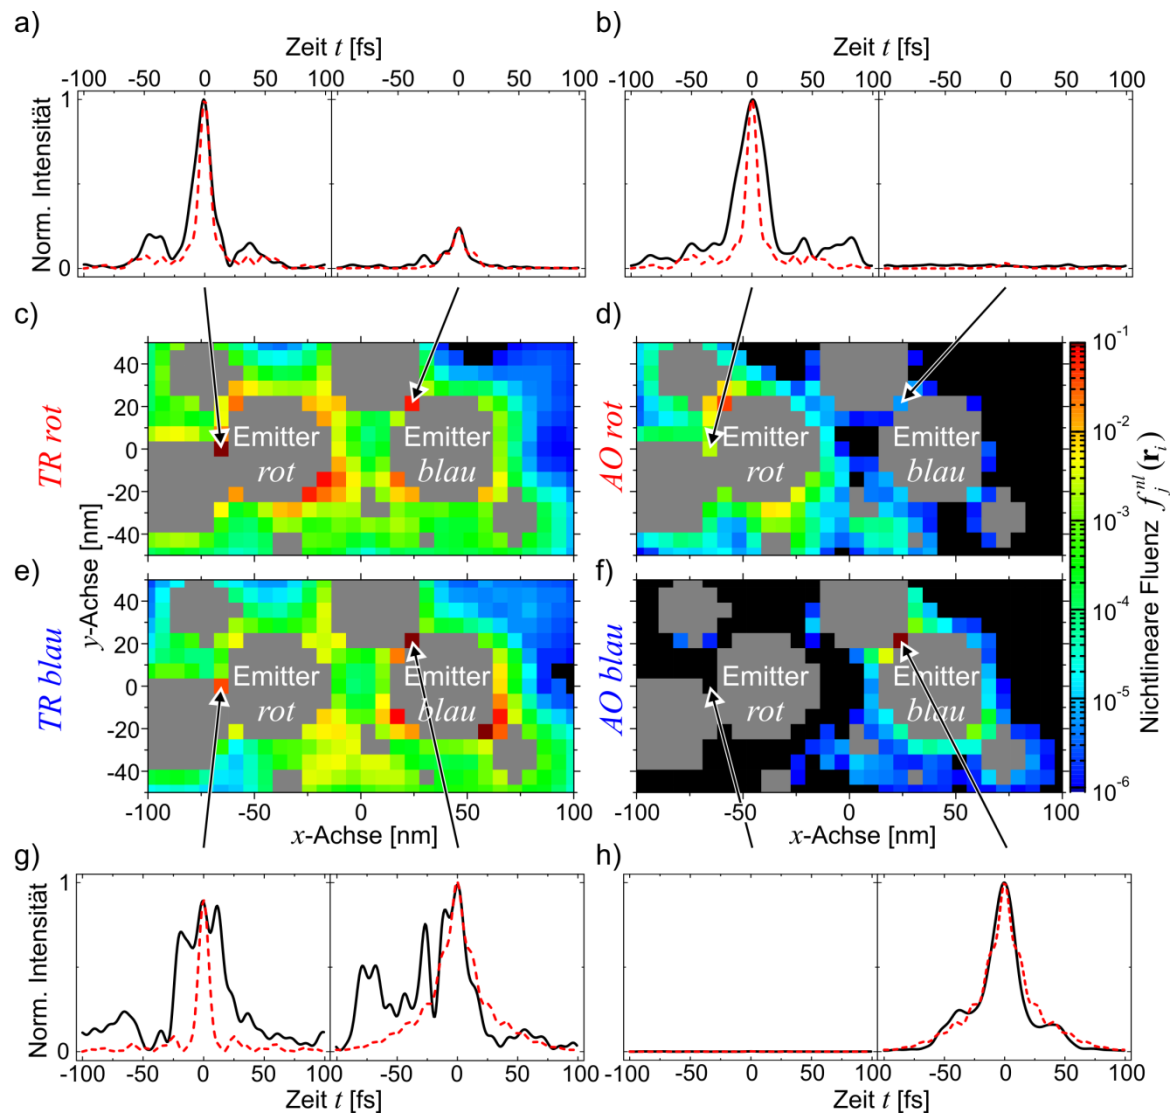 a)
b)
Zeit t [fs]
Zeit t [fs]
-100 -50 0 50 -100 -50 0 50 100
-100 -50 0 50 -100 -50 0 50 100
Norm. Intensität
1
0
c)
d)
TR rot
40
20
0
-20
-40
Emitter
rot
Emitter
blau
AO rot
Emitter
rot
Emitter
blau
e)
f)
y-Achse [nm]
TR blau
40
20
0
-20
-40
Emitter
rot
Emitter
blau
AO blau
Emitter
rot
Emitter
blau
-100 -50 0 50 100
-100 -50 0 50 100
x-Achse [nm]
x-Achse [nm]
10⁻¹
10⁻²
10⁻³
10⁻⁴
10⁻⁵
10⁻⁶
Nichtlineare Fluenz f_j^{nl}(r_i)
g)
h)
Norm. Intensität
1
0
-100 -50 0 50 -100 -50 0 50 100
-100 -50 0 50 -100 -50 0 50 100
Zeit t [fs]
Zeit t [fs]